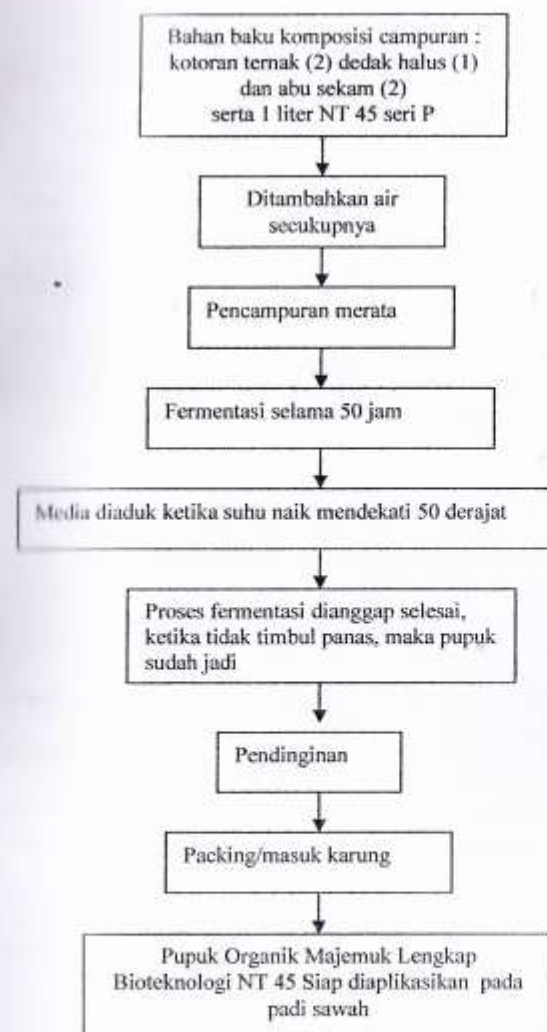 Bahan baku komposisi campuran :
kotoran ternak (2) dedak halus (1)
dan abu sekam (2)
serta 1 liter NT 45 seri P
Ditambahkan air
secukupnya
Pencampuran merata
Fermentasi selama 50 jam
Media diaduk ketika suhu naik mendekati 50 derajat
Proses fermentasi dianggap selesai,
ketika tidak timbul panas, maka pupuk
sudah jadi
Pendinginan
Packing/masuk karung
Pupuk Organik Majemuk Lengkap
Bioteknologi NT 45 Siap diaplikasikan pada
padi sawah